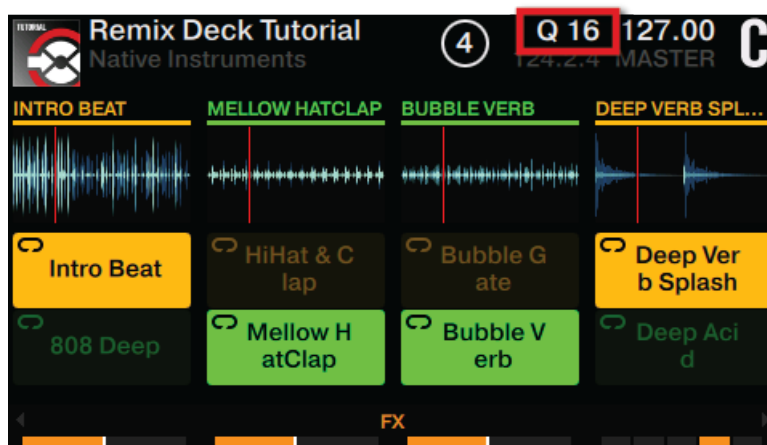 TUTORIAL
Remix Deck Tutorial
Native Instruments
4
Q 16
127.00
C
124.2.4 MASTER
INTRO BEAT
MELLOW HATCLAP
BUBBLE VERB
DEEP VERB SPL...
Intro Beat
HiHat & C
lap
Bubble G
ate
Deep Ver
b Splash
808 Deep
Mellow H
atClap
Bubble V
erb
Deep Aci
d
FX